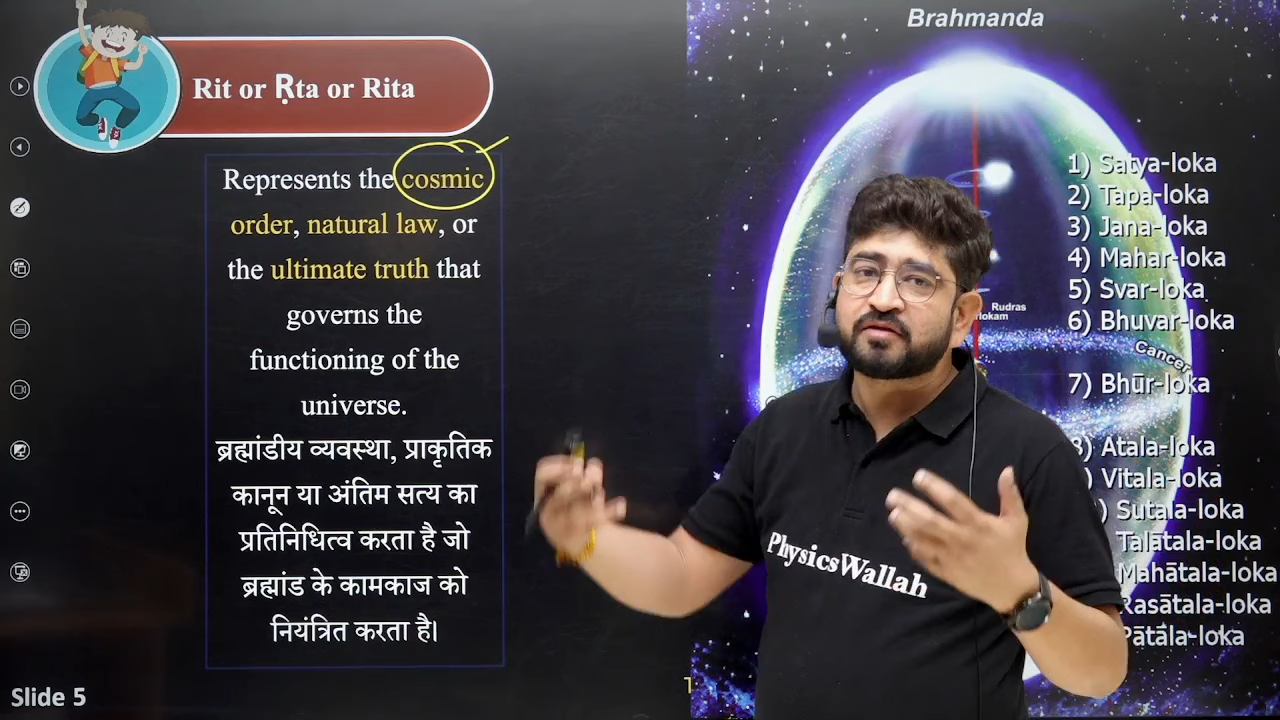 Rit or Ṛta or Rita
Represents the cosmic
order, natural law, or
the ultimate truth that
governs the
functioning of the
universe.
ब्रह्मांडीय व्यवस्था, प्राकृतिक
कानून या अंतिम सत्य का
प्रतिनिधित्व करता है जो
ब्रह्मांड के कामकाज को
नियंत्रित करता है।
Slide 5
Brahmanda
1) Satya-loka
2) Tapa-loka
3) Jana-loka
4) Mahar-loka
5) Svar-loka
6) Bhuvar-loka
Rudras
lokam
Cancer
7) Bhūr-loka
8) Atala-loka
) Vitala-loka
) Sutala-loka
Talātala-loka
Mahātala-loka
Rasātala-loka
Pātāla-loka
PhysicsWallah